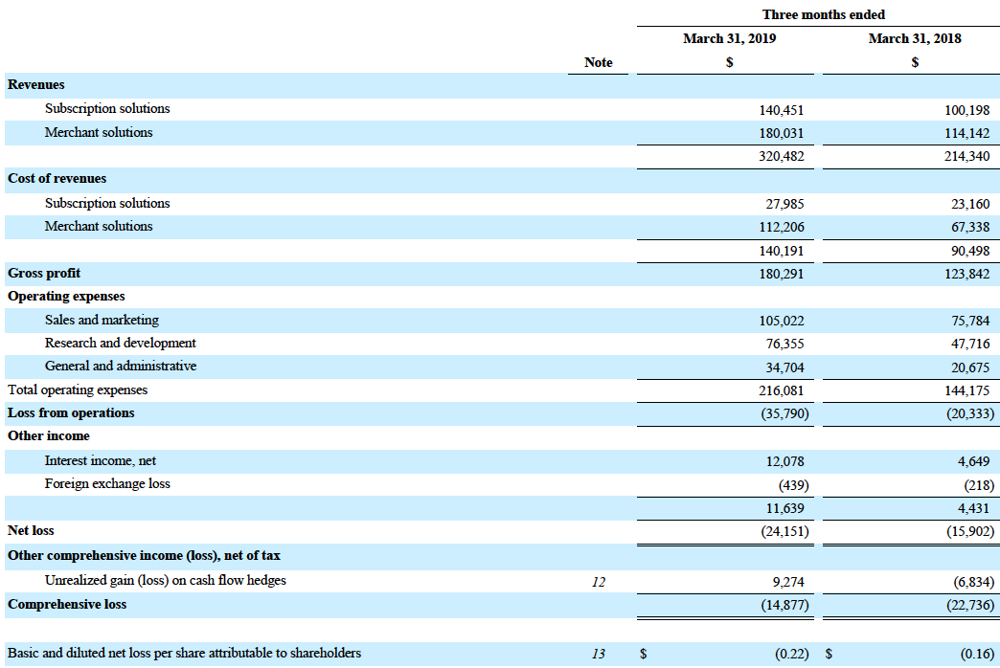 Three months ended
March 31, 2019 March 31, 2018
Note $ $
Revenues
Subscription solutions 140,451 100,198
Merchant solutions 180,031 114,142
320,482 214,340
Cost of revenues
Subscription solutions 27,985 23,160
Merchant solutions 112,206 67,338
140,191 90,498
Gross profit 180,291 123,842
Operating expenses
Sales and marketing 105,022 75,784
Research and development 76,355 47,716
General and administrative 34,704 20,675
Total operating expenses 216,081 144,175
Loss from operations (35,790) (20,333)
Other income
Interest income, net 12,078 4,649
Foreign exchange loss (439) (218)
11,639 4,431
Net loss (24,151) (15,902)
Other comprehensive income (loss), net of tax
Unrealized gain (loss) on cash flow hedges 12 9,274 (6,834)
Comprehensive loss (14,877) (22,736)
Basic and diluted net loss per share attributable to shareholders 13 $ (0.22) $ (0.16)